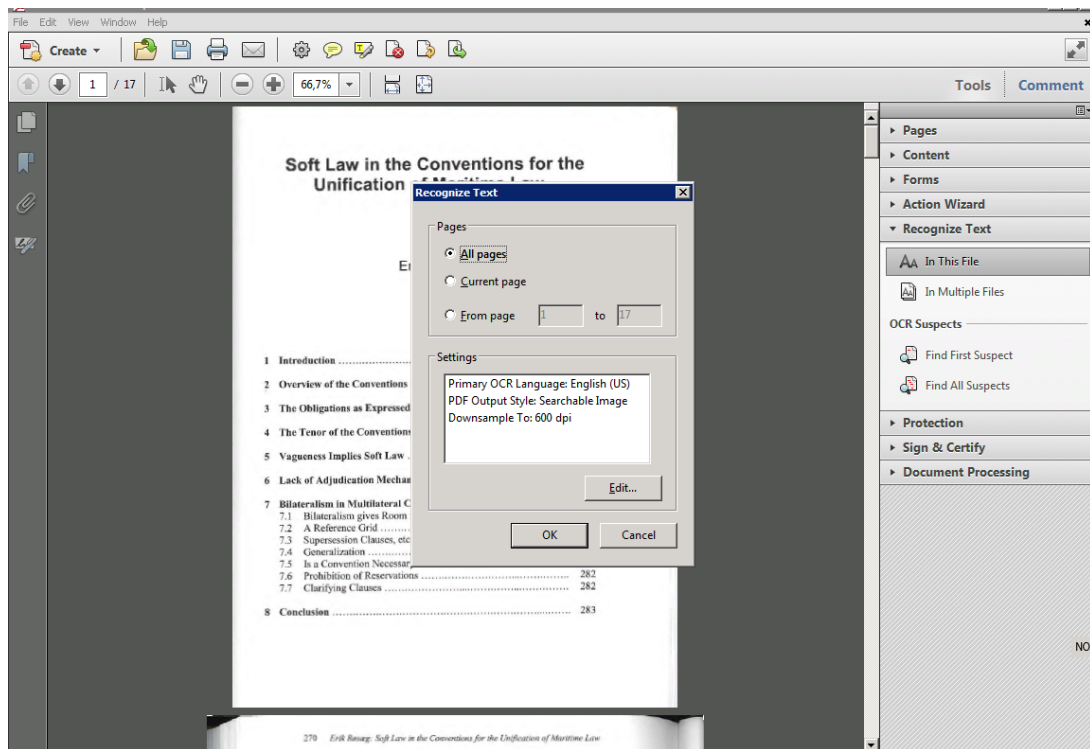 File Edit View Window Help
Create
1 / 17 66,7% Tools Comment
Soft Law in the Conventions for the
Unification of Maritime Law
1 Introduction
2 Overview of the Conventions
3 The Obligations as Expressed
4 The Tenor of the Conventions
5 Vagueness Implies Soft Law
6 Lack of Adjudication
7 Bilateralism in Multilateral
7.1 Bilateralism gives Room
7.2 A Reference Grid
7.3 Supersession Clauses, etc
7.4 Generalization
7.5 Is a Convention
7.6 Prohibition of Reservations 282
7.7 Clarifying Clauses 282
8 Conclusion 283
270 Erik Røsæg: Soft Law in the Conventions for the Unification of Maritime Law
Recognize Text
Pages
All pages
Current page
From page 1 to 17
Settings
Primary OCR Language: English (US)
PDF Output Style: Searchable Image
Downsample To: 600 dpi
Edit...
OK Cancel
Pages
Content
Forms
Action Wizard
Recognize Text
In This File
In Multiple Files
OCR Suspects
Find First Suspect
Find All Suspects
Protection
Sign & Certify
Document Processing
NO